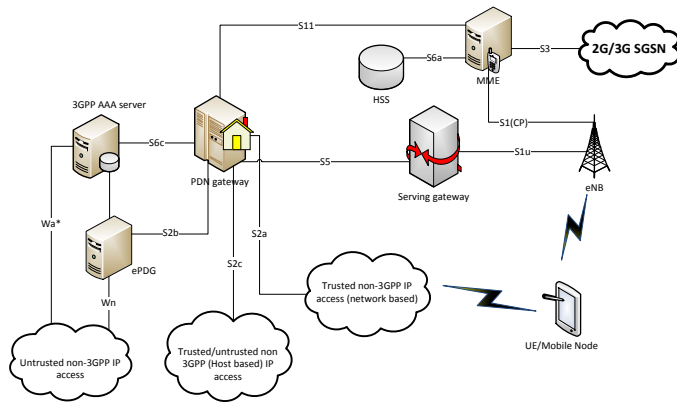 S11
2G/3G SGSN
S3
S6a
MME
HSS
3GPP AAA server
S1(CP)
S6c
S5
S1u
PDN gateway
Serving gateway
eNB
Wa*
S2b
S2a
S2c
ePDG
Wn
Trusted non-3GPP IP
access (network based)
Untrusted non-3GPP IP
access
Trusted/untrusted non
3GPP (Host based) IP
access
UE/Mobile Node